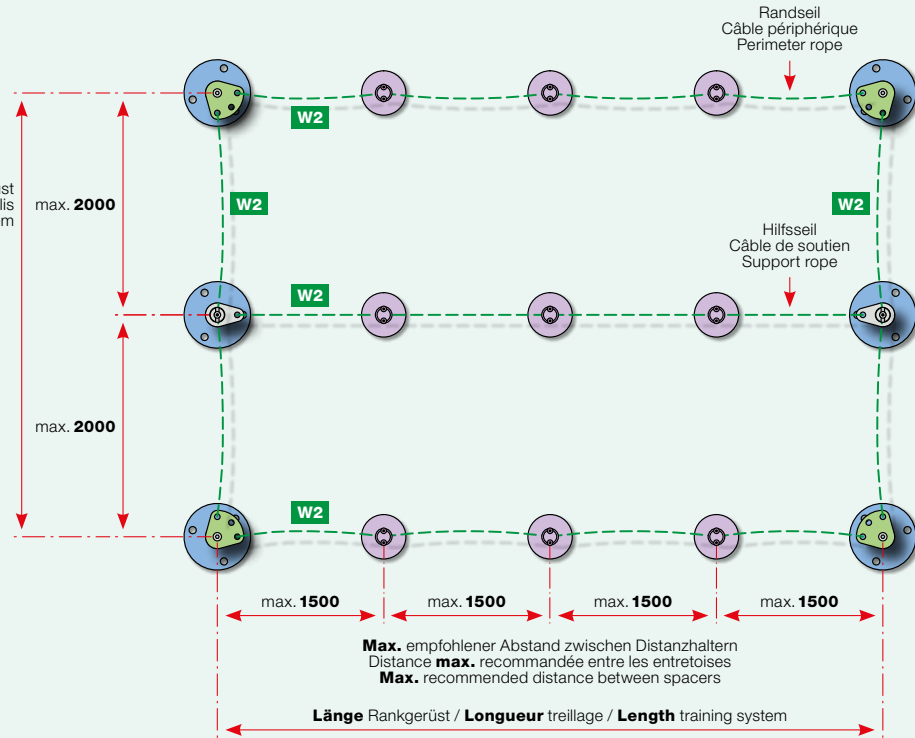 Randseil
Câble périphérique
Perimeter rope
W2
max. 2000
W2
W2
Hilfsseil
Câble de soutien
Support rope
W2
max. 2000
W2
max. 1500
max. 1500
max. 1500
max. 1500
Max. empfohlener Abstand zwischen Distanzhaltern
Distance max. recommandée entre les entretoises
Max. recommended distance between spacers
Länge Rankgerüst / Longueur treillage / Length training system